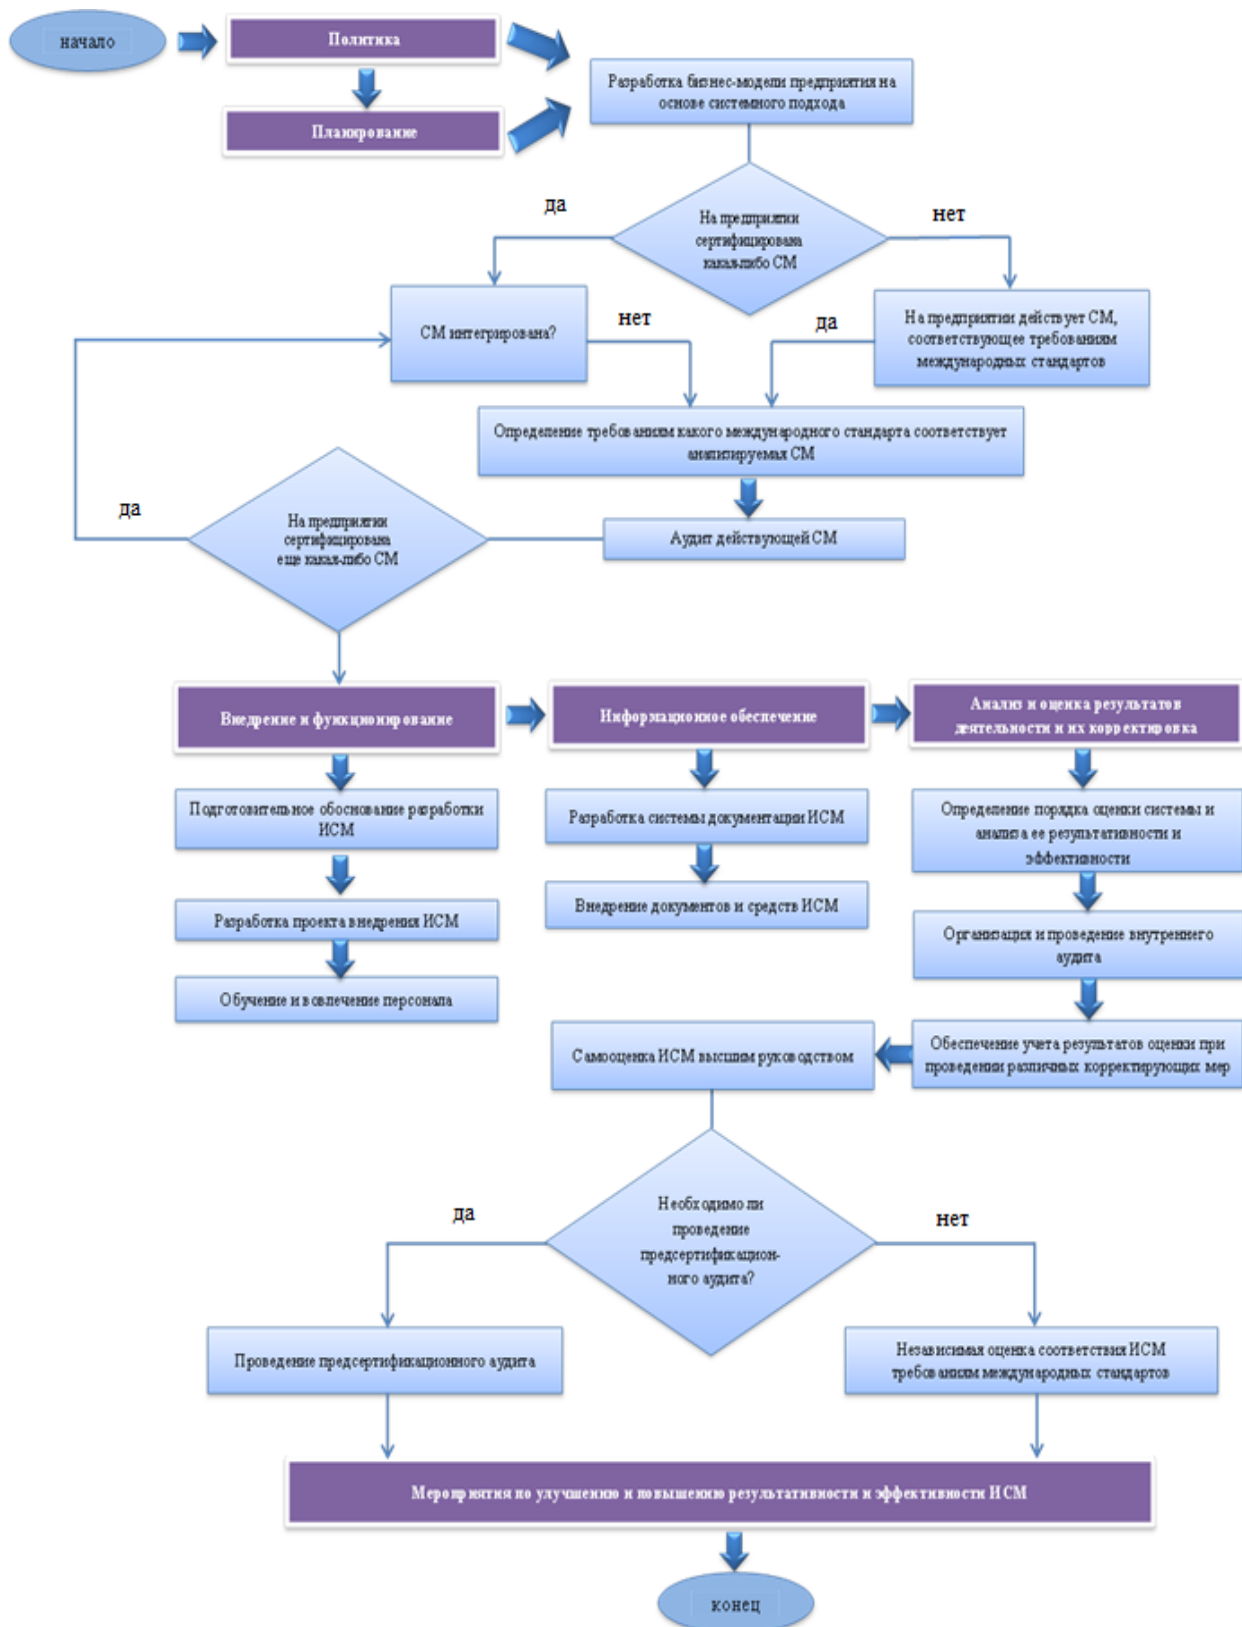 начало
Политика
Планирование
Разработка бизнес-модели предприятия на
основе системного подхода
да
нет
На предприятии
сертифицирована
какая-либо СМ
СМ интегрирована?
нет
да
На предприятии действует СМ,
соответствующее требованиям
международных стандартов
Определение требованиям какого международного стандарта соответствует
анализируемая СМ
да
На предприятии
сертифицирована
еще какая-либо СМ
Аудит действующей СМ
Внедрение и функционирование
Информационное обеспечение
Анализ и оценка результатов
деятельности и их корректировка
Подготовительное обоснование разработки
ИСМ
Разработка системы документации ИСМ
Определение порядка оценки системы и
анализа ее результативности и
эффективности
Разработка проекта внедрения ИСМ
Внедрение документов и средств ИСМ
Организация и проведение внутреннего
аудита
Обучение и вовлечение персонала
Самооценка ИСМ высшим руководством
Обеспечение учета результатов оценки при
проведении различных корректирующих мер
да
нет
Необходимо ли
проведение
предсертификацион-
ного аудита?
Проведение предсертификационного аудита
Независимая оценка соответствия ИСМ
требованиям международных стандартов
Мероприятия по улучшению и повышению результативности и эффективности ИСМ
конец